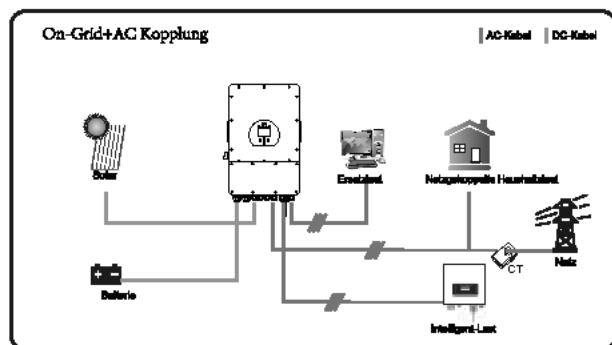 On-Grid+AC Kopplung
AC-Kabel DC-Kabel
Solar
Ersatzlast
Netzgekoppelte Haushaltslast
CT
Netz
Batterie
Intelligent-Last